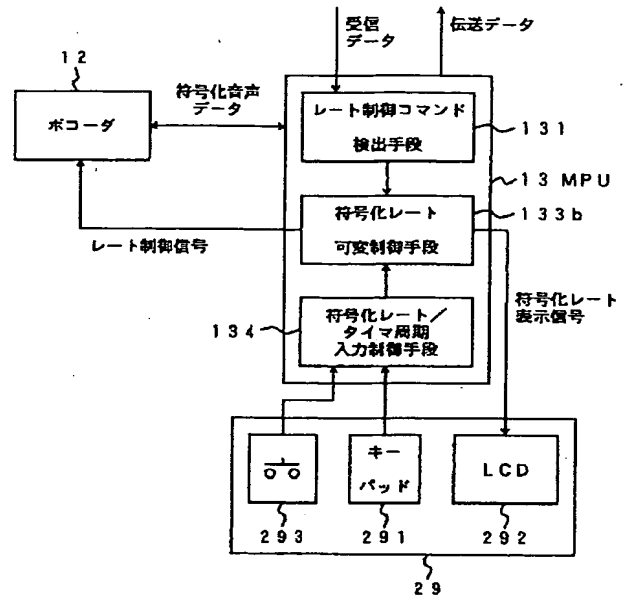 受信
データ
伝送データ
12
符号化音声
データ
ボコーダ
レート制御コマンド
検出手段
131
13 MPU
符号化レート
可変制御手段
133b
レート制御信号
符号化レート/
タイマ周期
入力制御手段
134
符号化レート
表示信号
キー
パッド
LCD
293
291
292
29